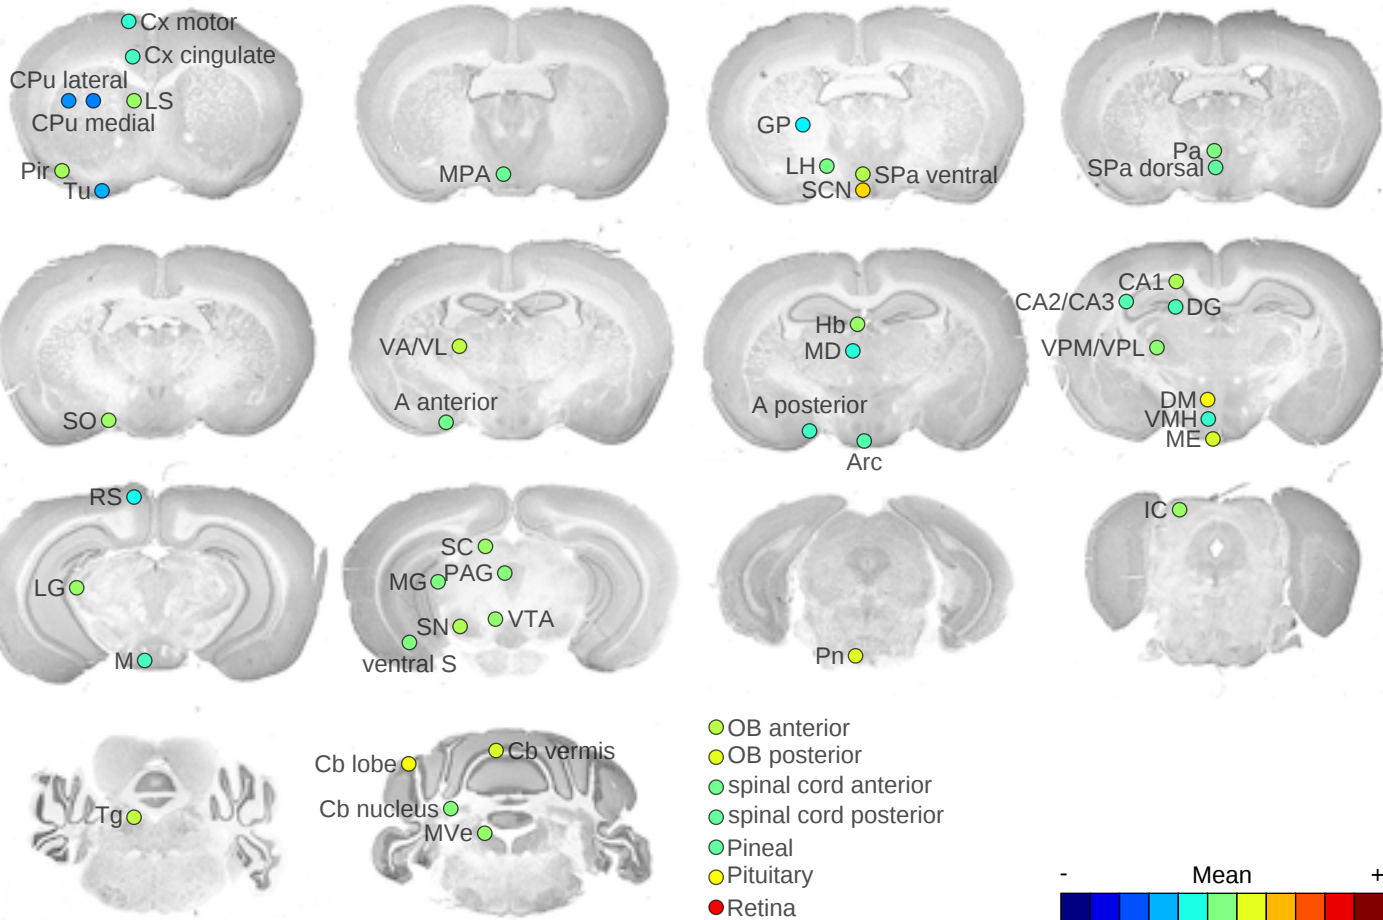 Cx motor
Cx cingulate
CPu lateral
LS
CPu medial
Pir
Tu
MPA
GP
LH
SPa ventral
SCN
Pa
SPa dorsal
SO
VA/VL
A anterior
Hb
MD
A posterior
Arc
CA1
CA2/CA3
DG
VPM/VPL
DM
VMH
ME
RS
LG
M
SC
MG
PAG
SN
VTA
ventral S
Pn
IC
Tg
Cb lobe
Cb vermis
Cb nucleus
MVe
OB anterior
OB posterior
spinal cord anterior
spinal cord posterior
Pineal
Pituitary
Retina
- Mean +